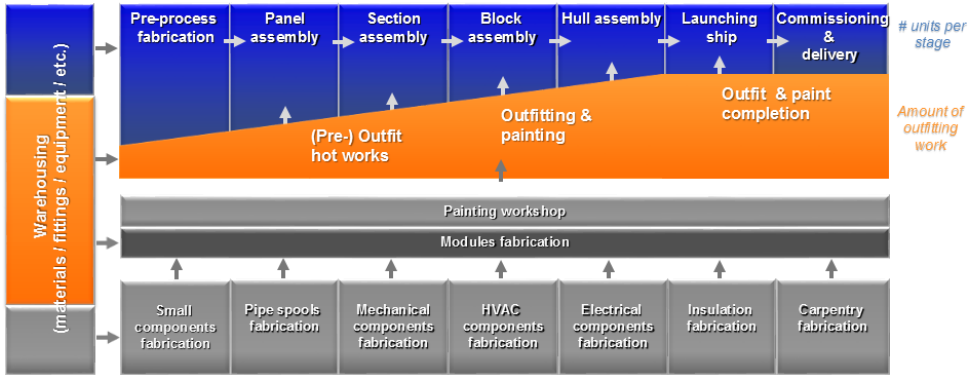 Pre-process
fabrication
Panel
assembly
Section
assembly
Block
assembly
Hull assembly
Launching
ship
Commissioning
&
delivery
# units per
stage
Warehousing
(materials / fittings / equipment / etc.)
(Pre-) Outfit
hot works
Outfitting &
painting
Outfit & paint
completion
Amount of
outfitting
work
Painting workshop
Modules fabrication
Small
components
fabrication
Pipe spools
fabrication
Mechanical
components
fabrication
HVAC
components
fabrication
Electrical
components
fabrication
Insulation
fabrication
Carpentry
fabrication